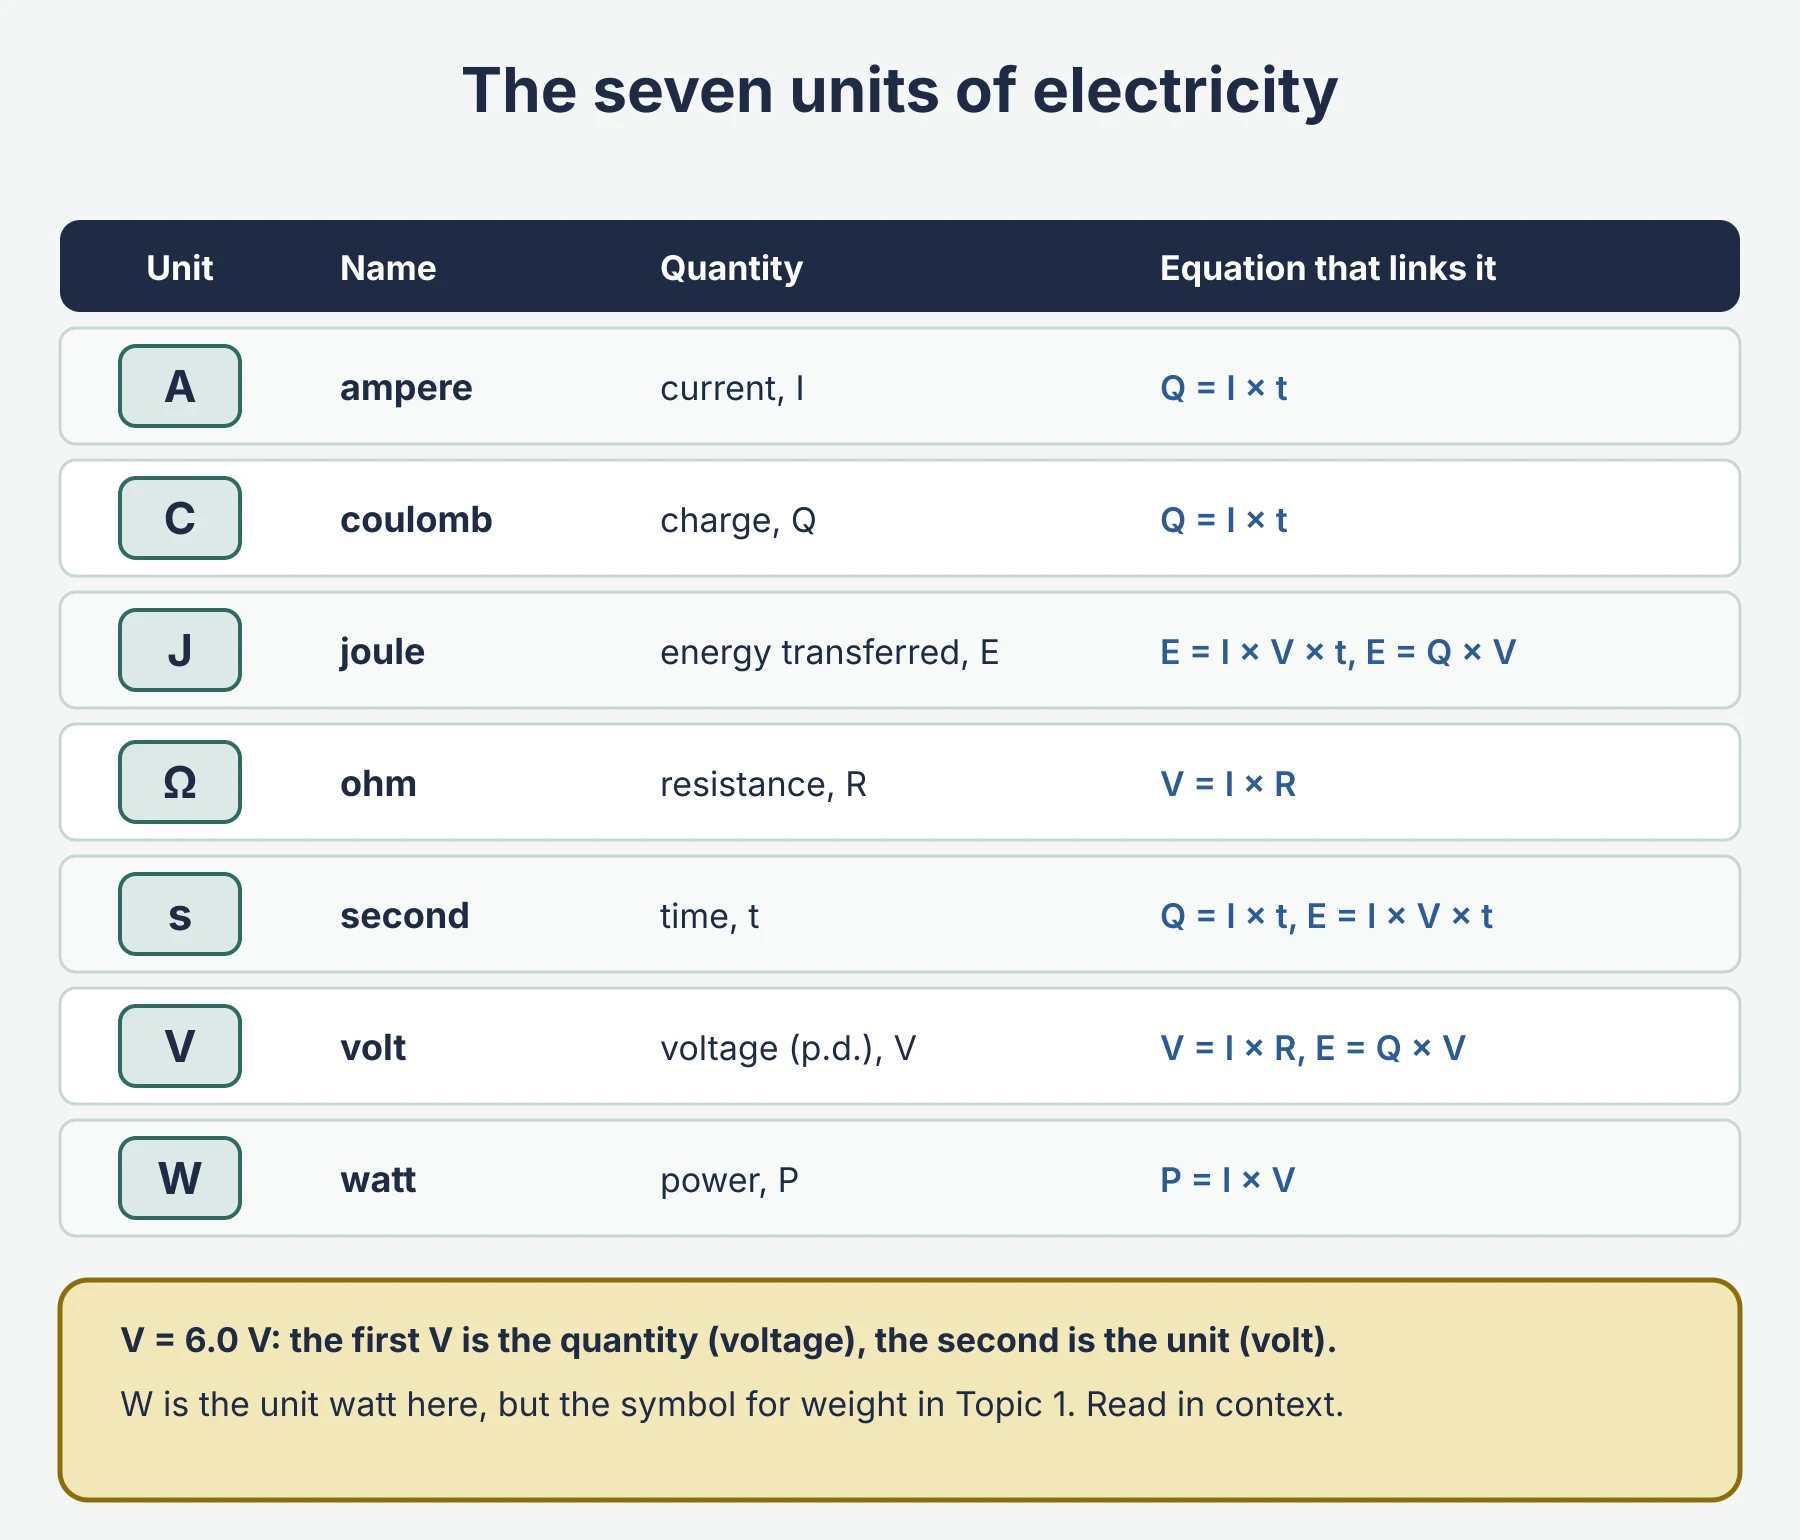 The seven units of electricity
Unit Name Quantity Equation that links it
A ampere current, I Q = I × t
C coulomb charge, Q Q = I × t
J joule energy transferred, E E = I × V × t, E = Q × V
Ω ohm resistance, R V = I × R
s second time, t Q = I × t, E = I × V × t
V volt voltage (p.d.), V V = I × R, E = Q × V
W watt power, P P = I × V
V = 6.0 V: the first V is the quantity (voltage), the second is the unit (volt).
W is the unit watt here, but the symbol for weight in Topic 1. Read in context.